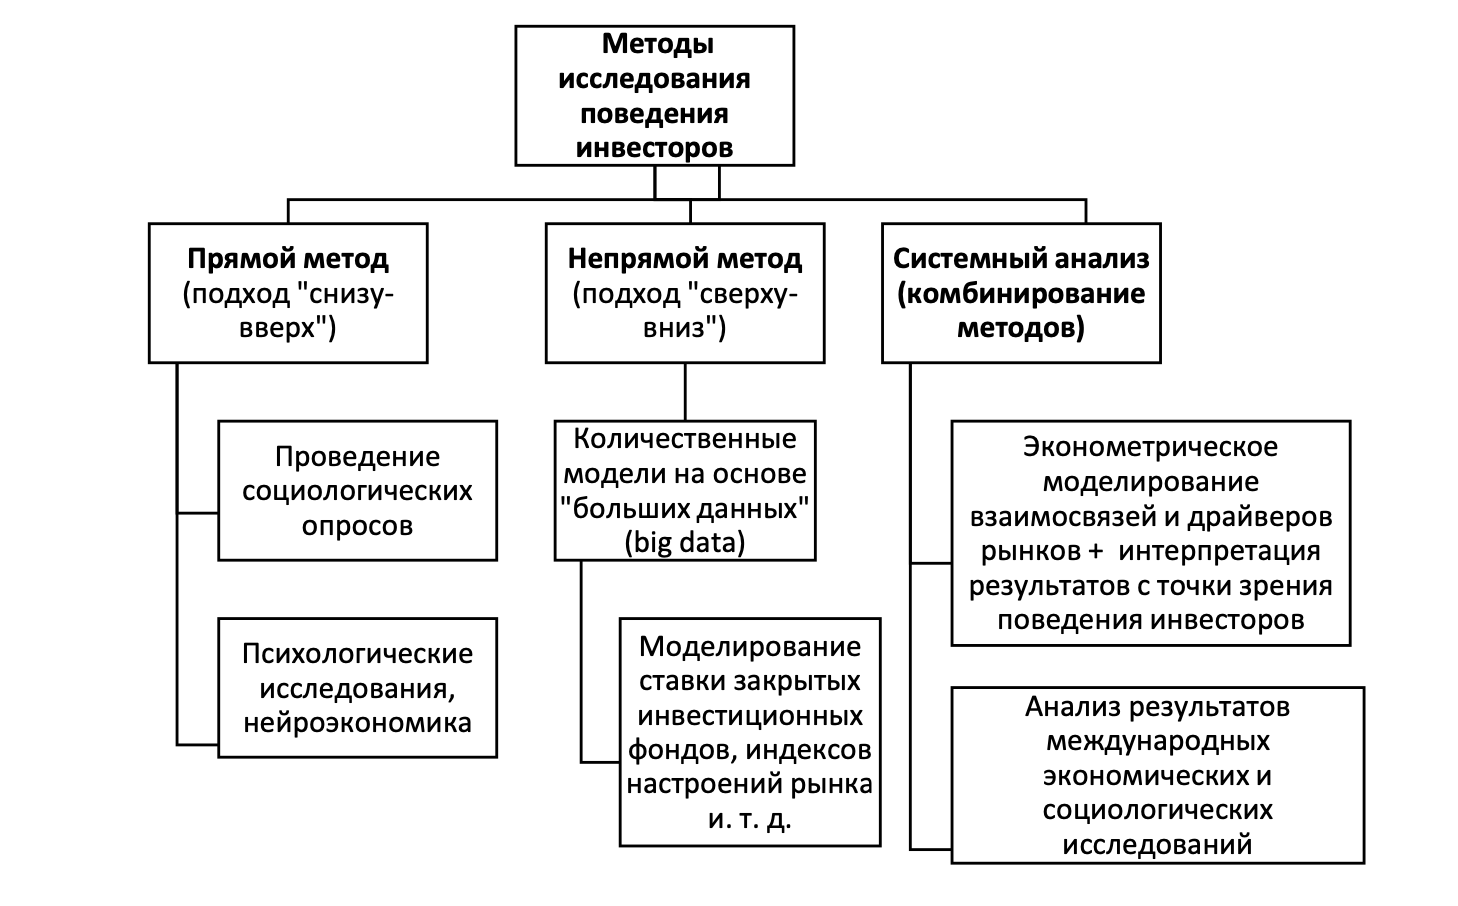 Методы
исследования
поведения
инвесторов
Прямой метод
(подход "снизу-
вверх")
Непрямой метод
(подход "сверху-
вниз")
Системный анализ
(комбинирование
методов)
Проведение
социологических
опросов
Психологические
исследования,
нейроэкономика
Количественные
модели на основе
"больших данных"
(big data)
Моделирование
ставки закрытых
инвестиционных
фондов, индексов
настроений рынка
и. т. д.
Эконометрическое
моделирование
взаимосвязей и драйверов
рынков +  интерпретация
результатов с точки зрения
поведения инвесторов
Анализ результатов
международных
экономических и
социологических
исследований